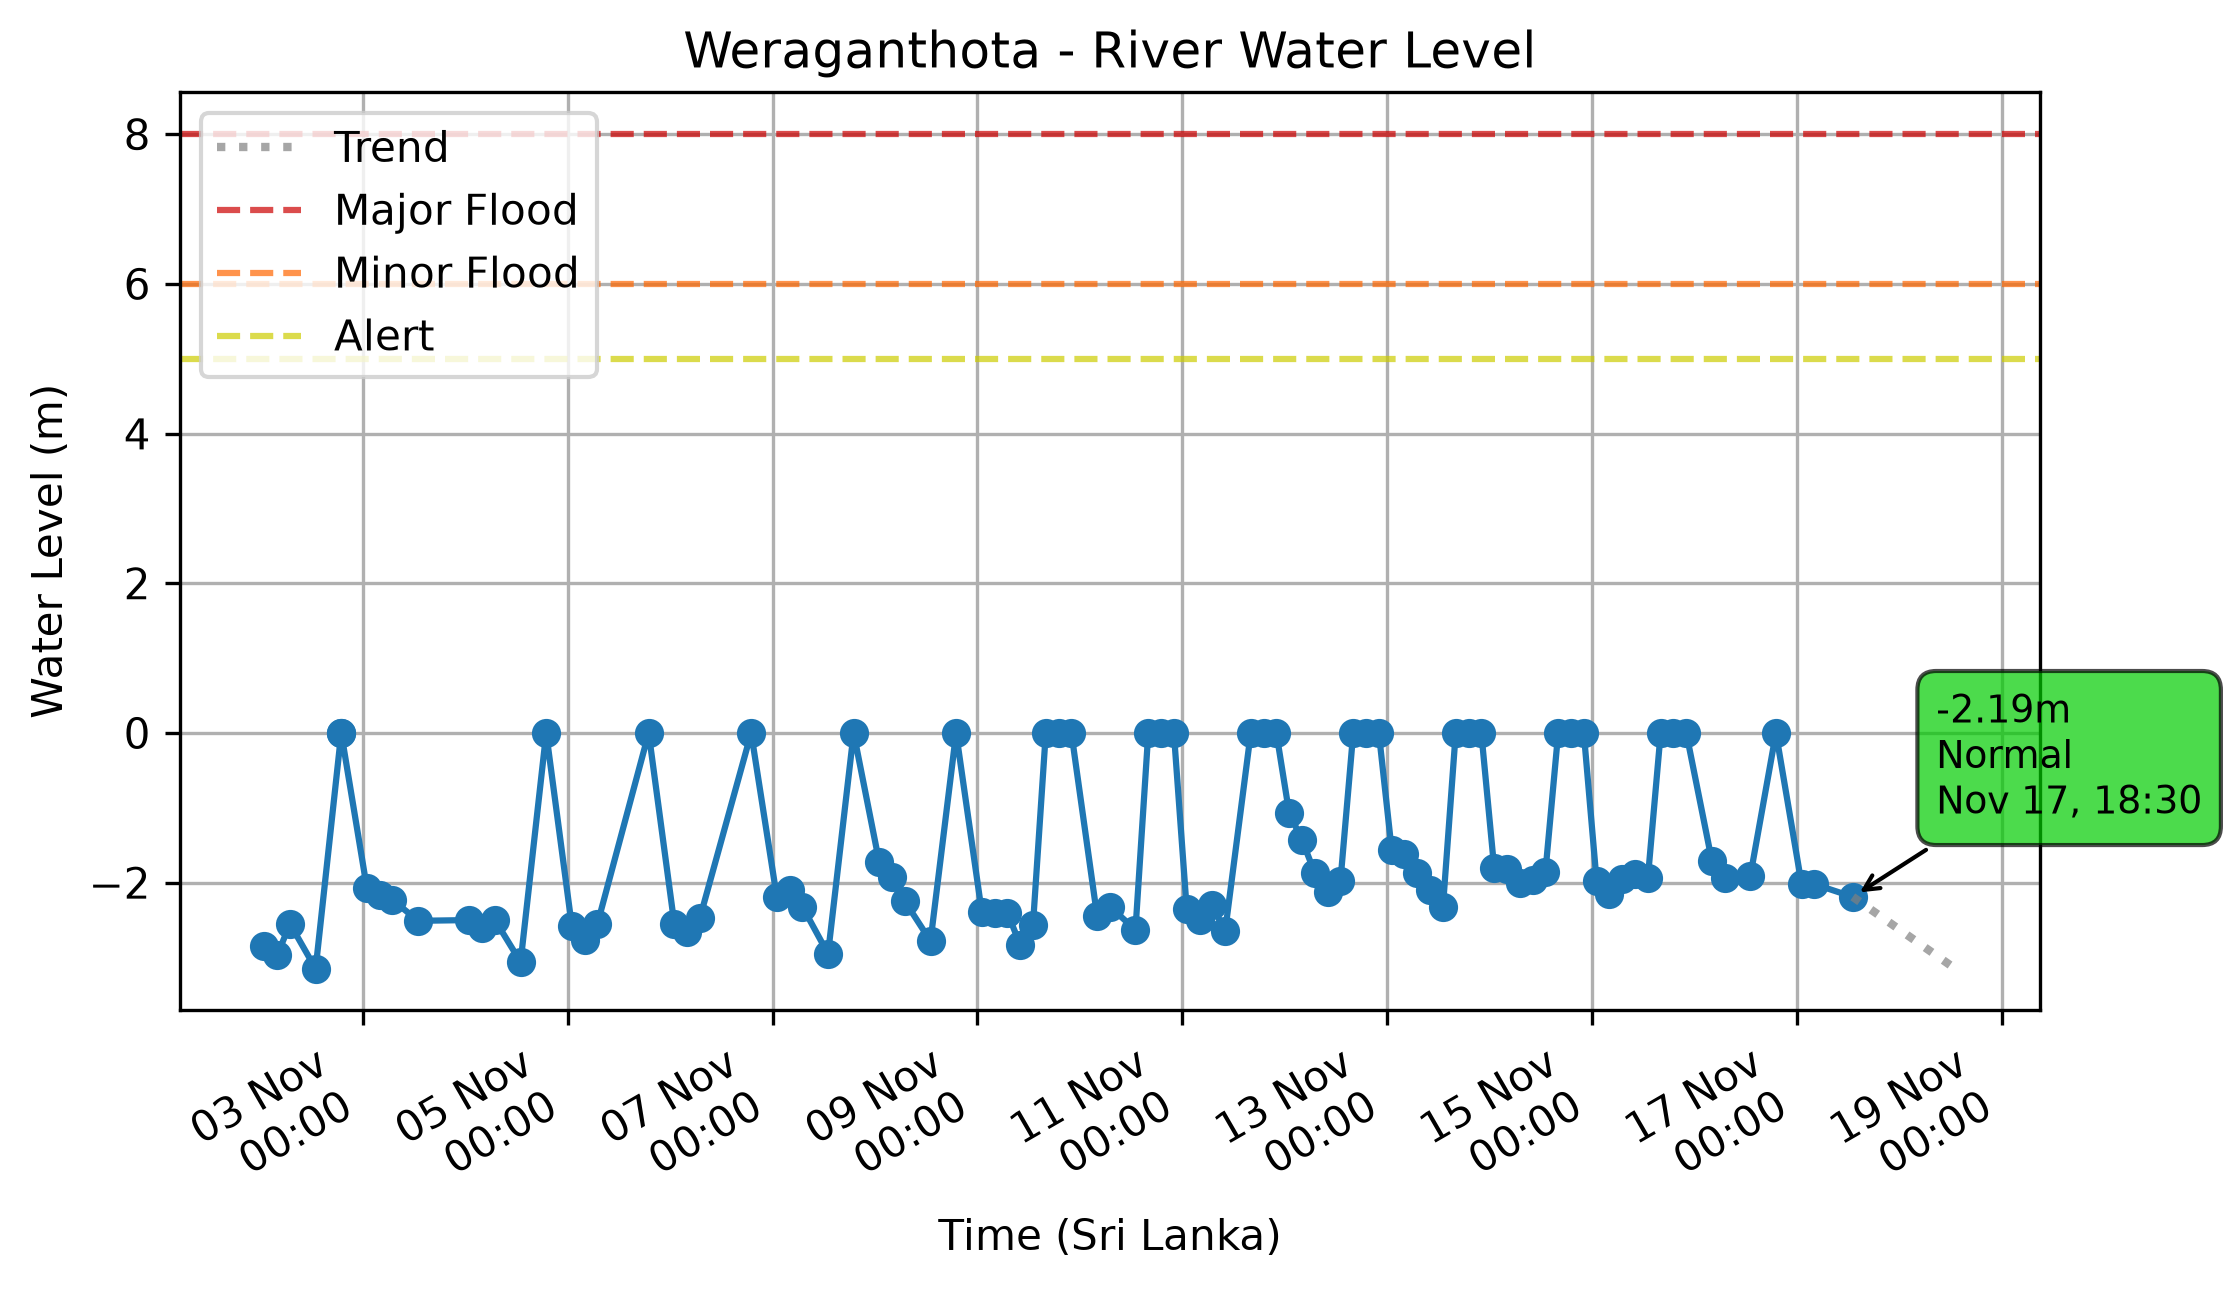 Weraganthota - River Water Level
Trend
Major Flood
Minor Flood
Alert
Water Level (m)
8
6
4
2
0
−2
-2.19m
Normal
Nov 17, 18:30
03 Nov
00:00
05 Nov
00:00
07 Nov
00:00
09 Nov
00:00
11 Nov
00:00
13 Nov
00:00
15 Nov
00:00
17 Nov
00:00
19 Nov
00:00
Time (Sri Lanka)